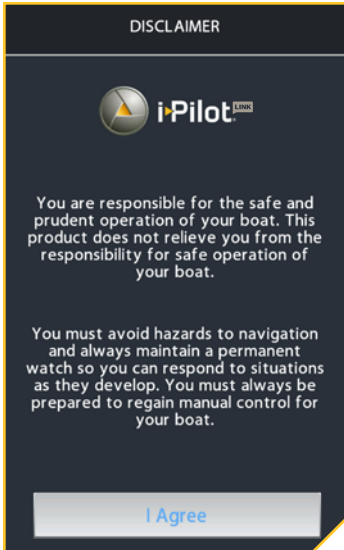 DISCLAIMER
i-Pilot LINK
You are responsible for the safe and
prudent operation of your boat. This
product does not relieve you from the
responsibility for safe operation of
your boat.
You must avoid hazards to navigation
and always maintain a permanent
watch so you can respond to situations
as they develop. You must always be
prepared to regain manual control for
your boat.
I Agree